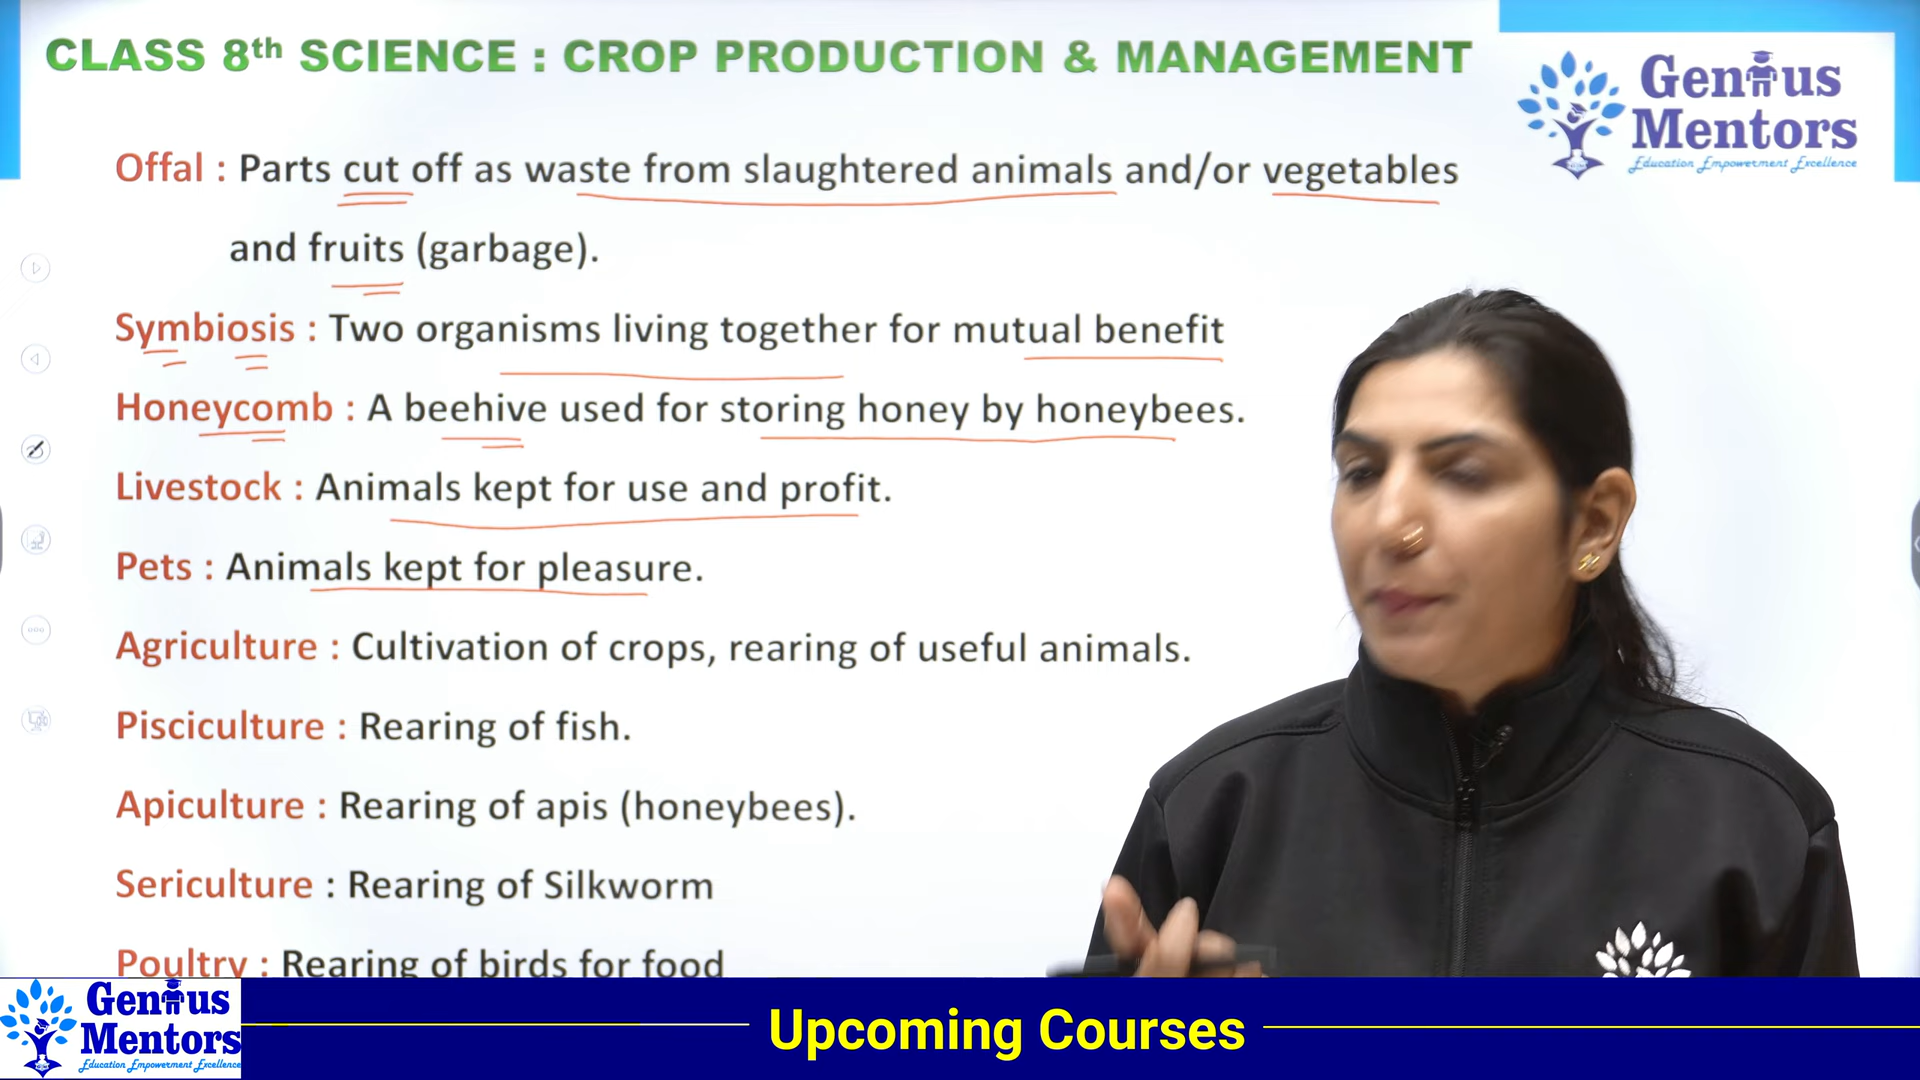 CLASS 8th SCIENCE : CROP PRODUCTION & MANAGEMENT
Genius
Mentors
Education Empowerment Excellence
Offal : Parts cut off as waste from slaughtered animals and/or vegetables
and fruits (garbage).
Symbiosis : Two organisms living together for mutual benefit
Honeycomb : A beehive used for storing honey by honeybees.
Livestock : Animals kept for use and profit.
Pets : Animals kept for pleasure.
Agriculture : Cultivation of crops, rearing of useful animals.
Pisciculture : Rearing of fish.
Apiculture : Rearing of apis (honeybees).
Sericulture : Rearing of Silkworm
Poultry : Rearing of birds for food
Genius
Mentors
Education Empowerment Excellence
Upcoming Courses